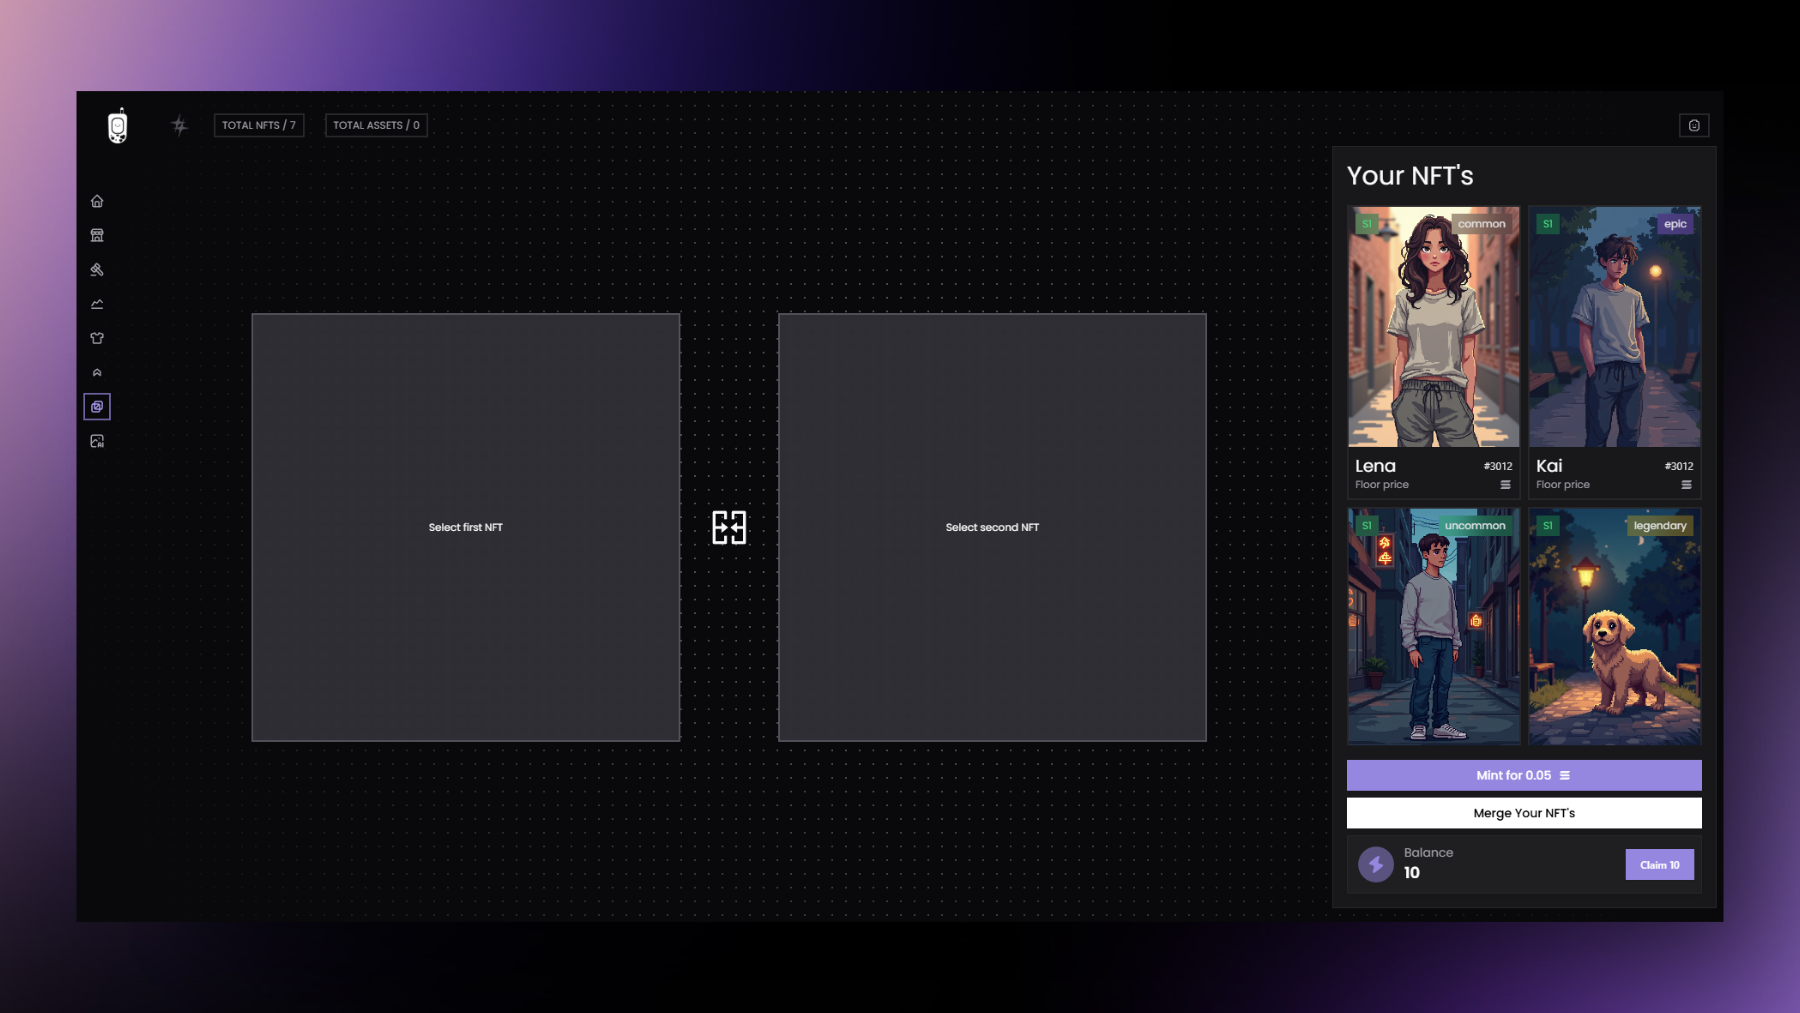 TOTAL NFTS / 7
TOTAL ASSETS / 0
Your NFT's
S1
common
S1
epic
Lena
#3012
Floor price
Kai
#3012
Floor price
S1
uncommon
S1
legendary
Select first NFT
Select second NFT
Mint for 0.05
Merge Your NFT's
Balance
10
Claim 10